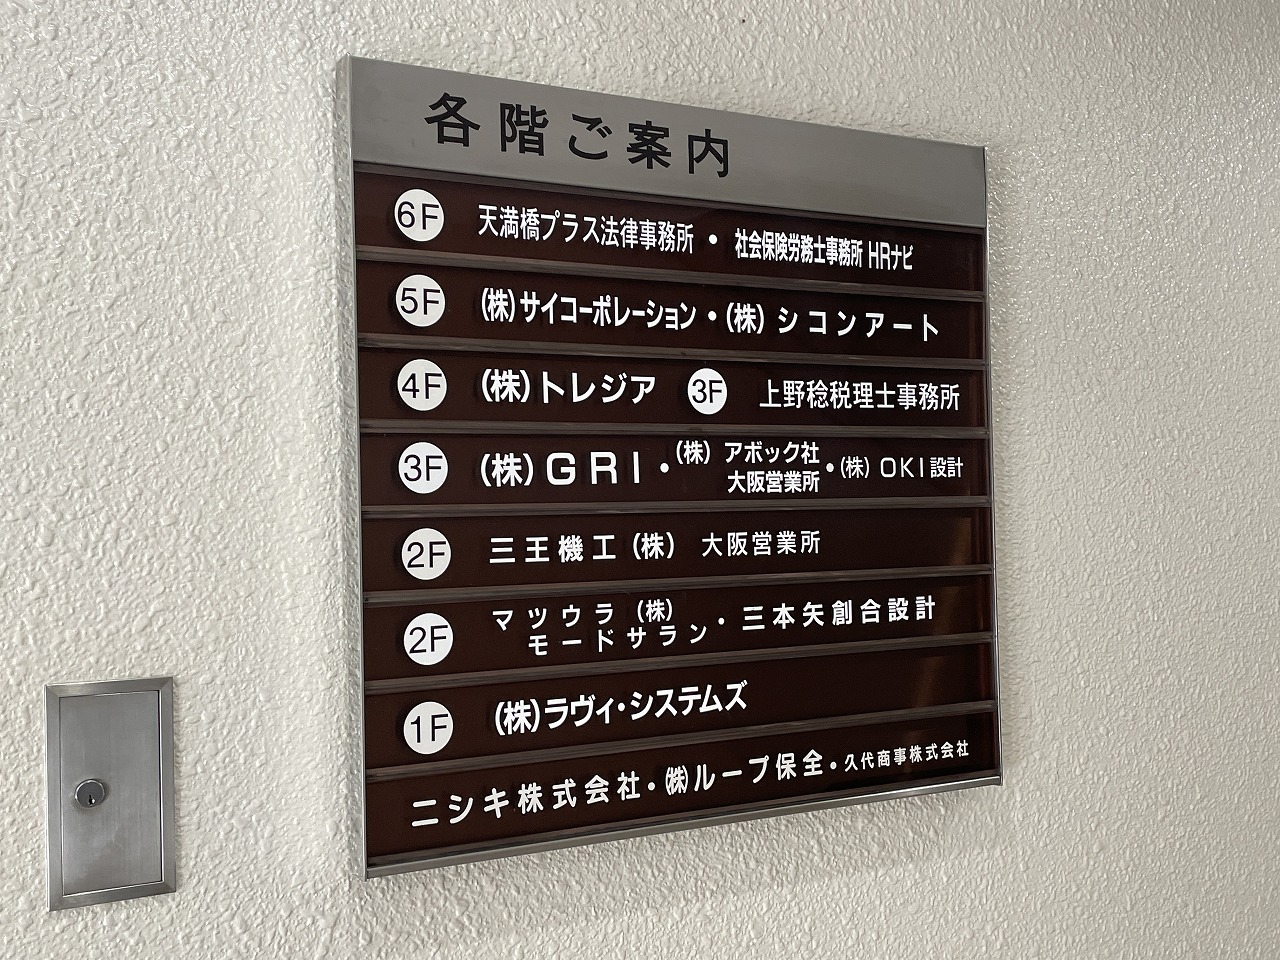 各階ご案内
6F 天満橋プラス法律事務所・社会保険労務士事務所 HRナビ
5F (株)サイコーポレーション・(株)シコンアート
4F (株)トレジア 3F 上野稔税理士事務所
3F (株)GRI・(株)アボック社 大阪営業所・(株)OKI設計
2F 三王機工(株) 大阪営業所
2F マツウラ(株) モードサラン・三本矢創合設計
1F (株)ラヴィ・システムズ
ニシキ株式会社・㈱ループ保全・久代商事株式会社